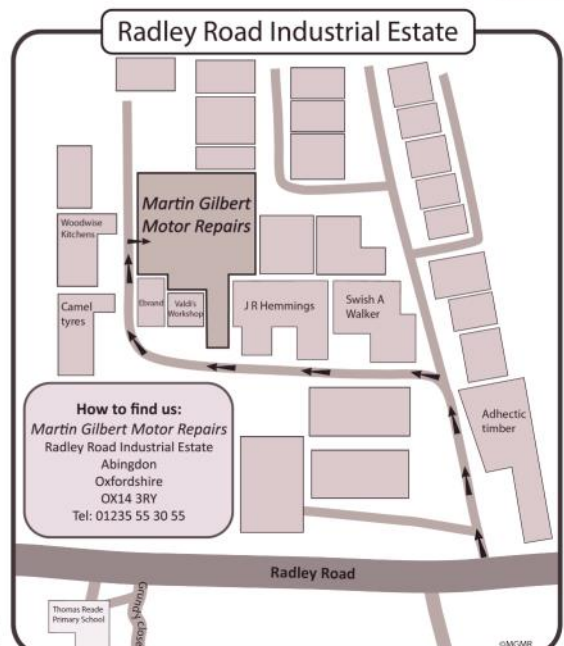 Radley Road Industrial Estate
Martin Gilbert
Motor Repairs
Woodwise
Kitchens
Camel
tyres
Ebrand
Valdi's
Workshop
J R Hemmings
Swish A
Walker
Adhectic
timber
How to find us:
Martin Gilbert Motor Repairs
Radley Road Industrial Estate
Abingdon
Oxfordshire
OX14 3RY
Tel: 01235 55 30 55
Radley Road
Thomas Reade
Primary School
Grundy Close
©MGMR